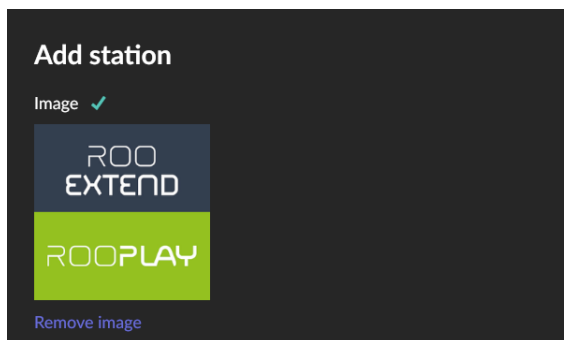 Add station
Image
ROO
EXTEND
ROOPLAY
Remove image